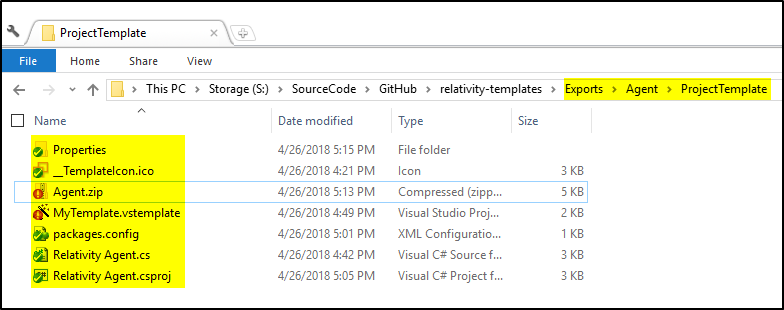 ProjectTemplate
File Home Share View
This PC Storage (S:) SourceCode GitHub relativity-templates Exports Agent ProjectTemplate
Name Date modified Type Size
Properties 4/26/2018 5:15 PM File folder
__TemplateIcon.ico 4/26/2018 4:21 PM Icon 3 KB
Agent.zip 4/26/2018 5:13 PM Compressed (zipp... 5 KB
MyTemplate.vstemplate 4/26/2018 4:49 PM Visual Studio Proj... 2 KB
packages.config 4/26/2018 5:01 PM XML Configuratio... 1 KB
Relativity Agent.cs 4/26/2018 4:42 PM Visual C# Source f... 3 KB
Relativity Agent.csproj 4/26/2018 5:05 PM Visual C# Project f... 3 KB